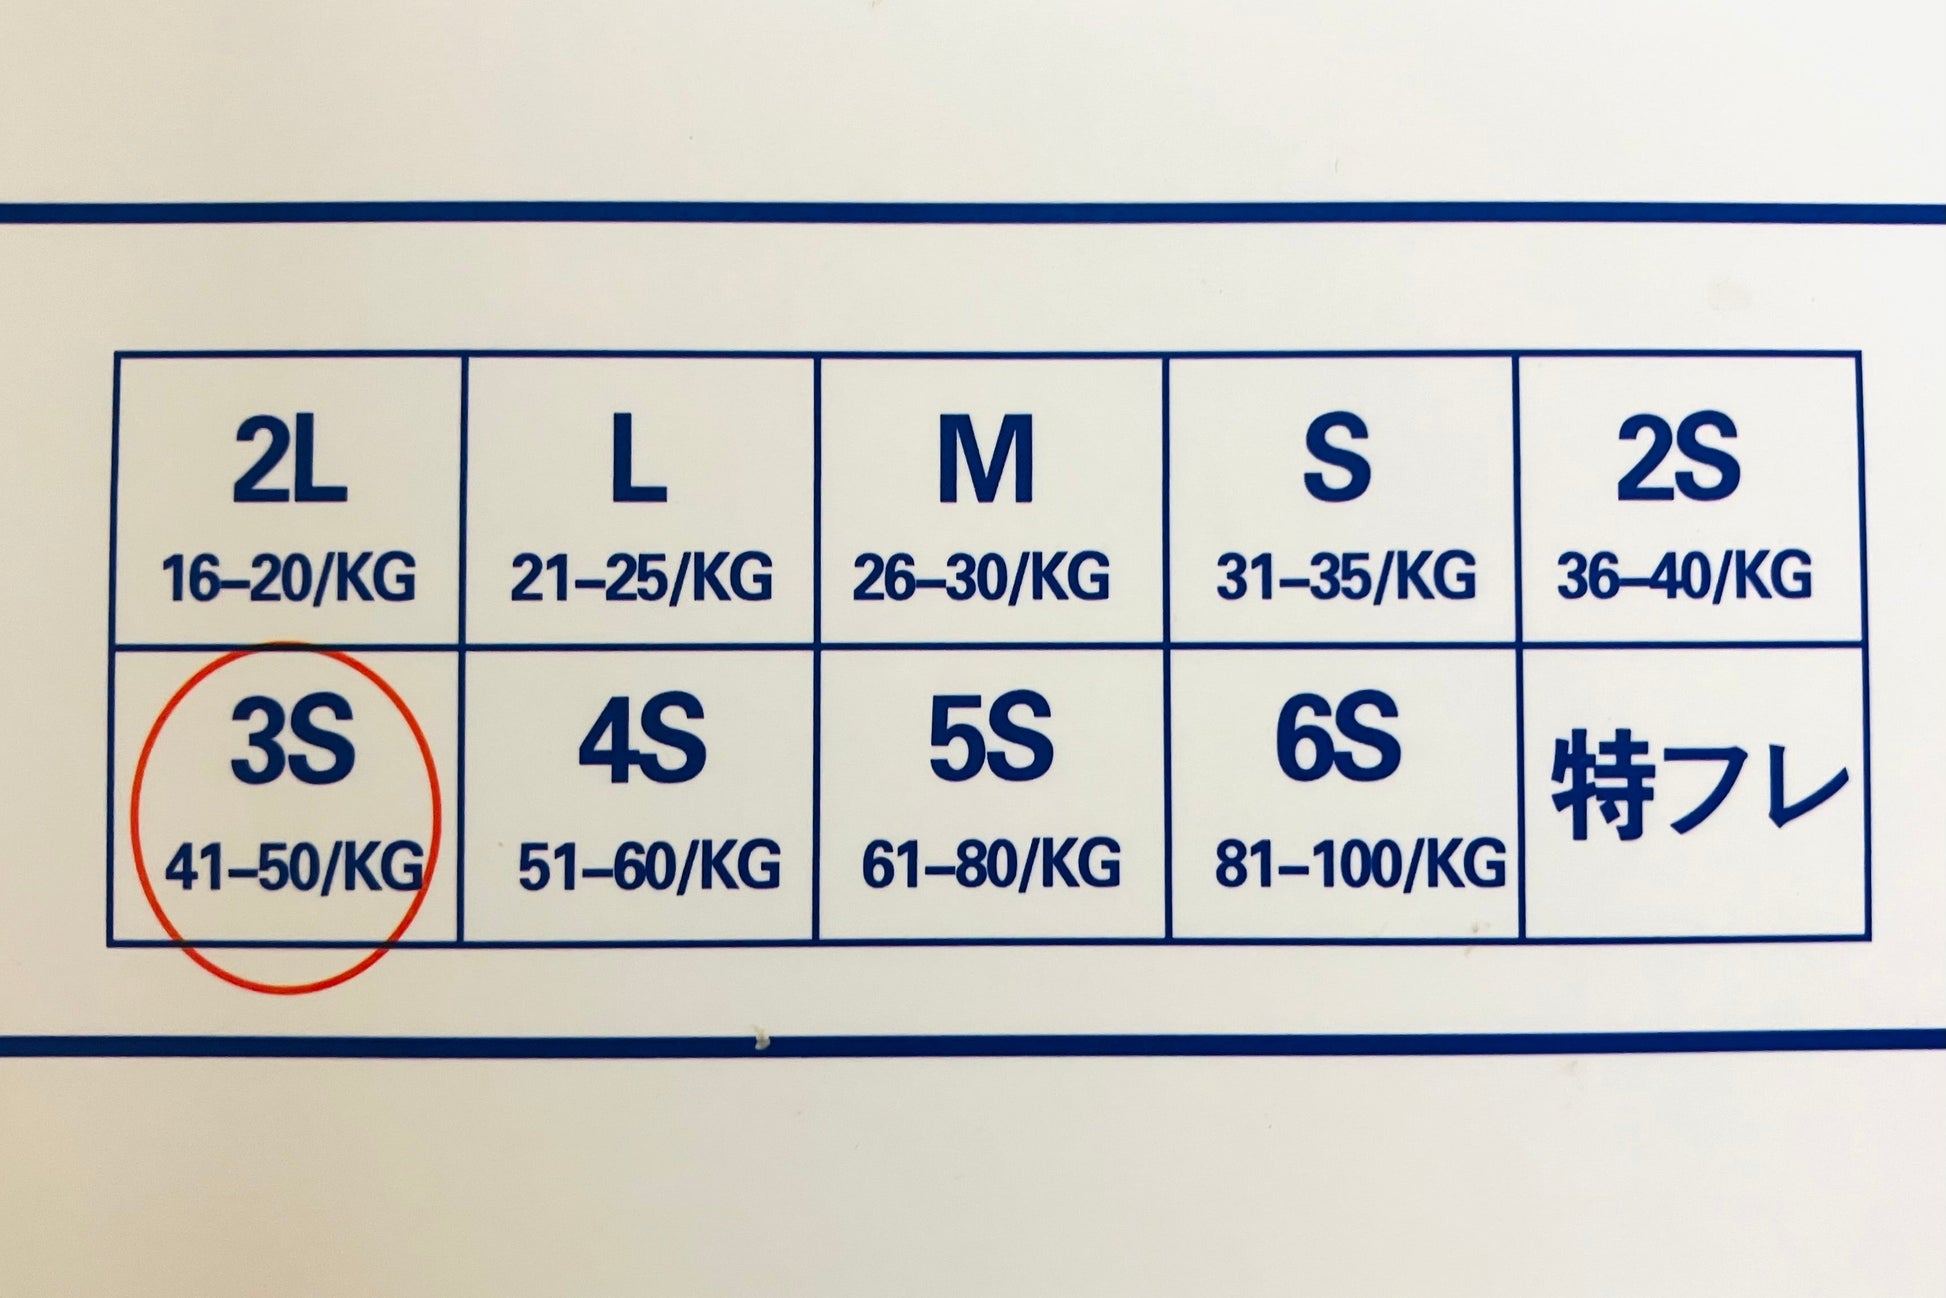 2L L M S 2S
16–20/KG 21–25/KG 26–30/KG 31–35/KG 36–40/KG
3S 4S 5S 6S 特フレ
41–50/KG 51–60/KG 61–80/KG 81–100/KG